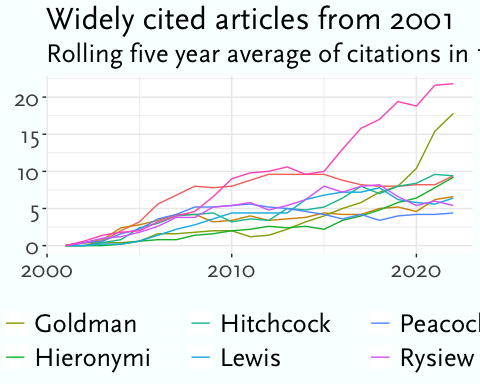 Widely cited articles from 2001
Rolling five year average of citations in
20
15
10
5
0
2000 2010 2020
Goldman Hitchcock
Hieronymi Lewis Rysiew